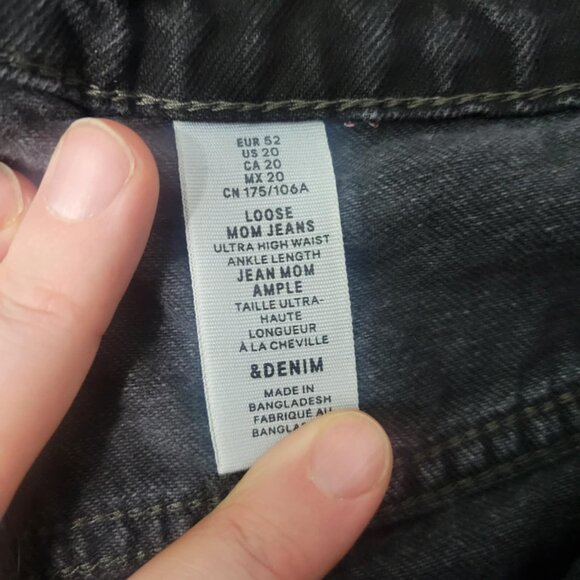 EUR 52
US 20
CA 20
MX 20
CN 175/106A
LOOSE
MOM JEANS
ULTRA HIGH WAIST
ANKLE LENGTH
JEAN MOM
AMPLE
TAILLE ULTRA-
HAUTE
LONGUEUR
À LA CHEVILLE
&DENIM
MADE IN
BANGLADESH
FABRIQUÉ AU